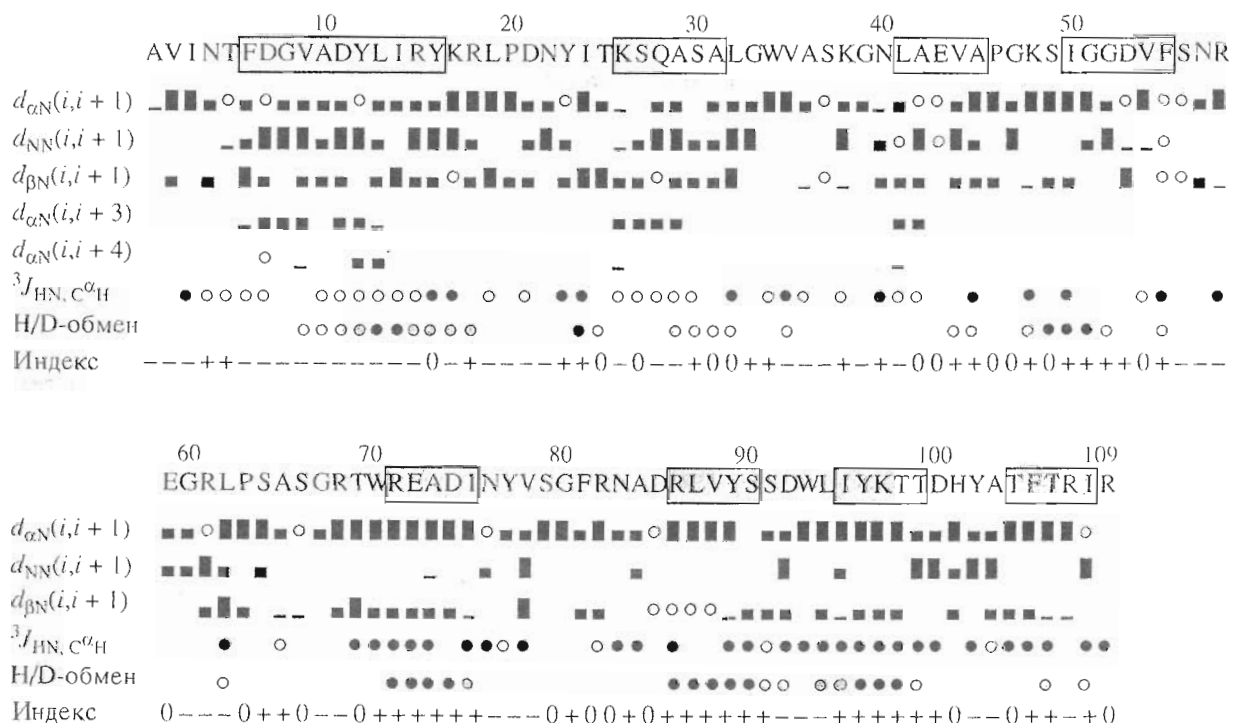 10 20 30 40 50
AVINTFDGVADYLIRYKRLPDNYITKSQASALGWVASKGNLAEVAPGKSIGGDVFSNR
dαN(i,i + 1)
dNN(i,i + 1)
dβN(i,i + 1)
dαN(i,i + 3)
dαN(i,i + 4)
³JHN, CαH
H/D-обмен
Индекс
60 70 80 90 100 109
EGRLPSASGRTWREADINYVSGFRNADRLVYSSDWLIYKTTDHYATFTRIR
dαN(i,i + 1)
dNN(i,i + 1)
dβN(i,i + 1)
³JHN, CαH
H/D-обмен
Индекс